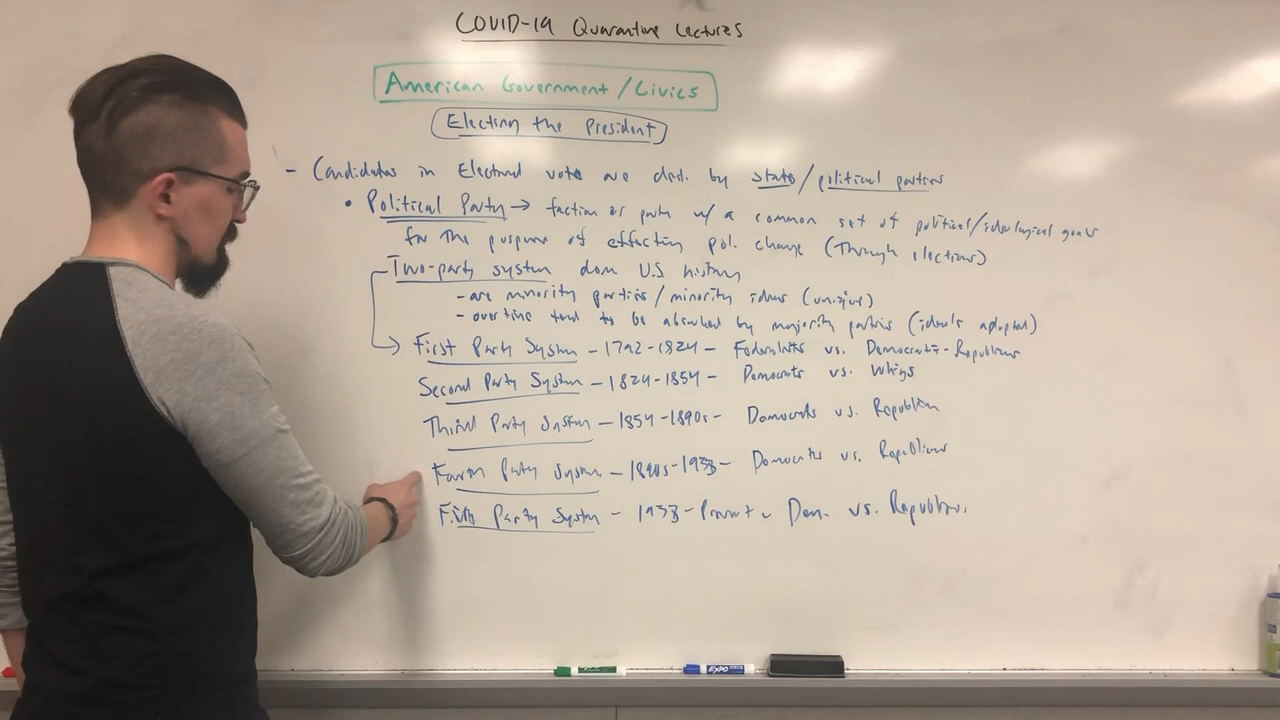 COVID-19 Quarantine Lectures
American Government / Civics
Electing the President
- Candidates in Electoral vote are ded. by states/political parties
• Political Party → faction or party w/ a common set of political/ideological goals
for the purpose of effecting pol. change (through elections)
Two-party system dom U.S history
- are minority parties/minority ideas (unique)
- overtime tend to be absorbed by majority parties (ideals adopted)
First Party System - 1792-1824 - Federalists vs. Democratic-Republicans
Second Party System - 1824-1854 - Democrats vs. Whigs
Third Party System - 1854-1890s - Democrats vs. Republican
Fourth Party System - 1890s-1933 - Democrats vs. Republicans
Fifth Party System - 1933-Present - Dem. vs. Republican.
EXPO